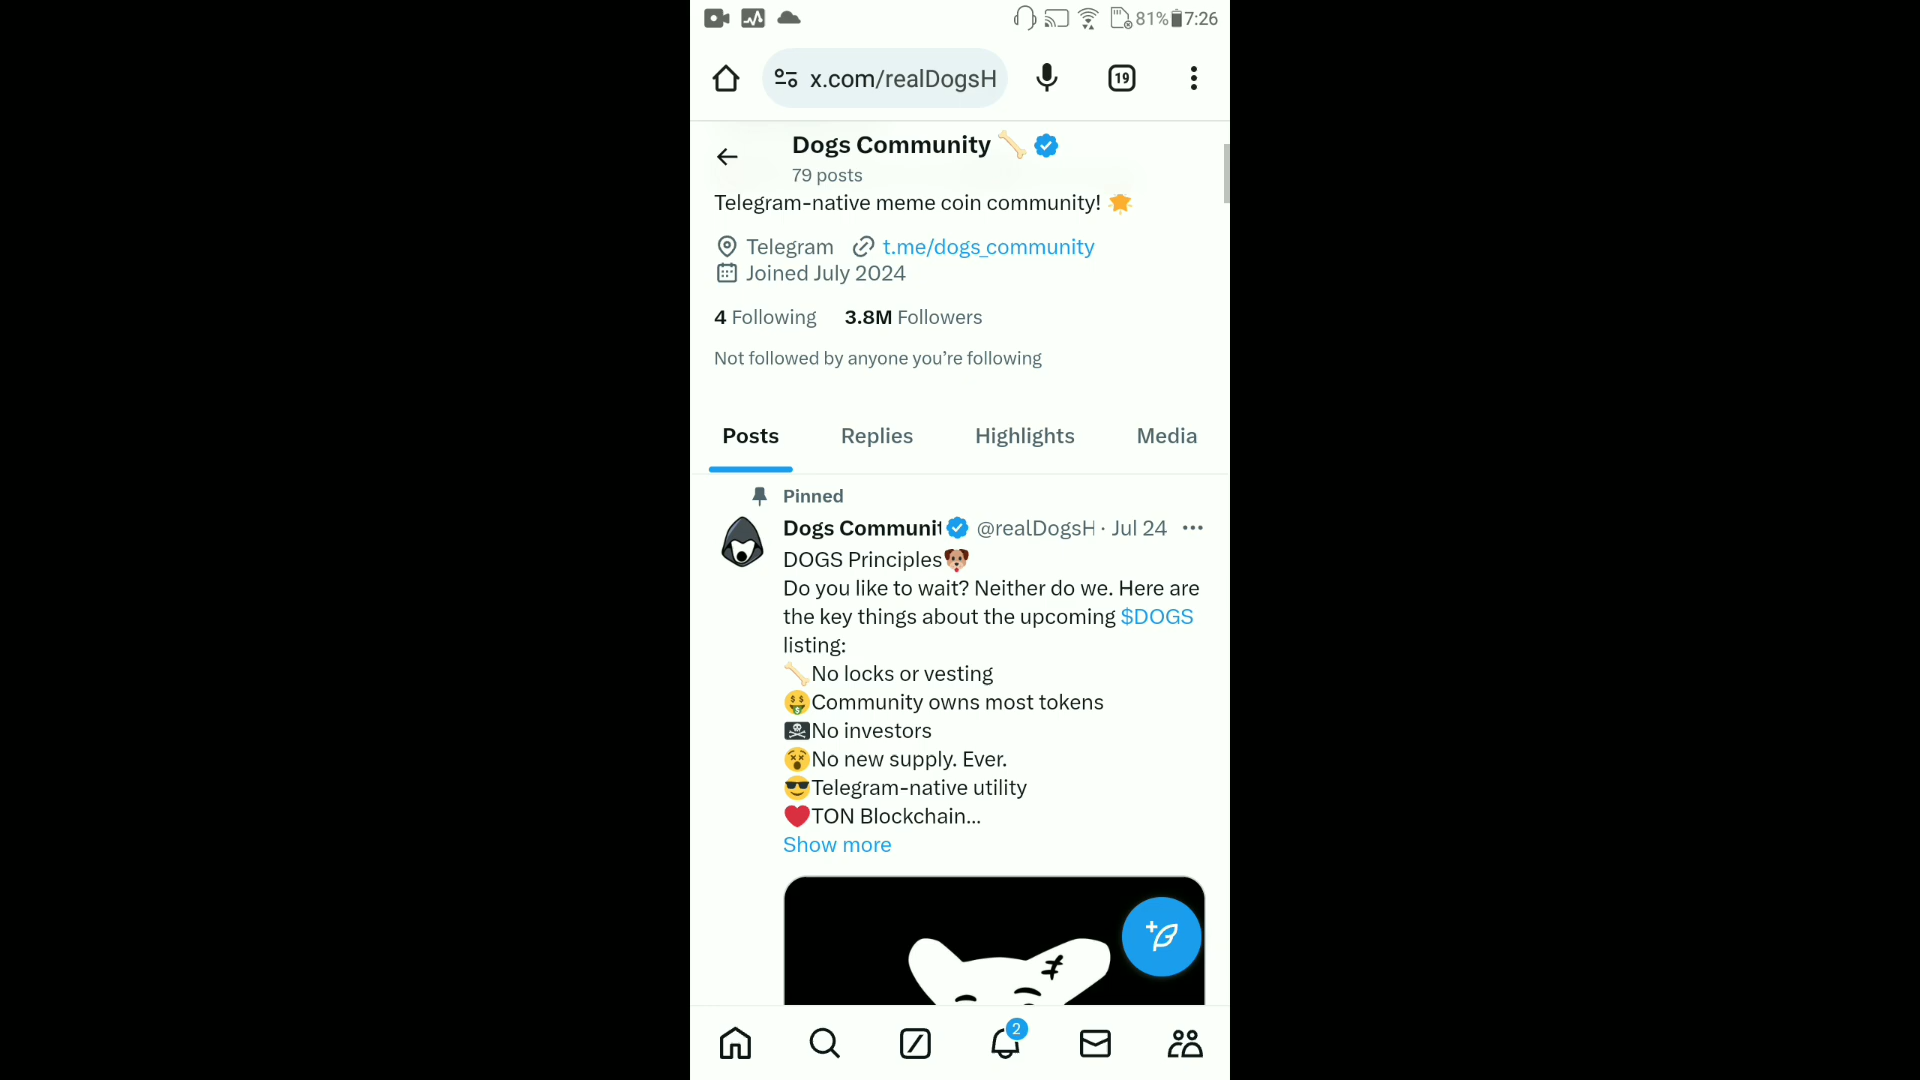 81% 7:26
x.com/realDogsH
19
Dogs Community
79 posts
Telegram-native meme coin community!
Telegram t.me/dogs_community
Joined July 2024
4 Following 3.8M Followers
Not followed by anyone you’re following
Posts Replies Highlights Media
Pinned
Dogs Communit @realDogsH · Jul 24
DOGS Principles
Do you like to wait? Neither do we. Here are
the key things about the upcoming $DOGS
listing:
No locks or vesting
Community owns most tokens
No investors
No new supply. Ever.
Telegram-native utility
TON Blockchain...
Show more
2